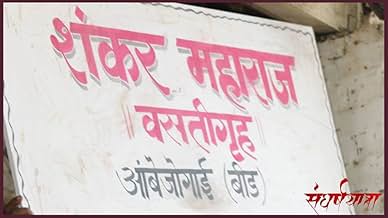 शंकर महाराज
॥ वसतीगृह ॥
आंबेजोगाई (बीड)
संघर्षयात्रा